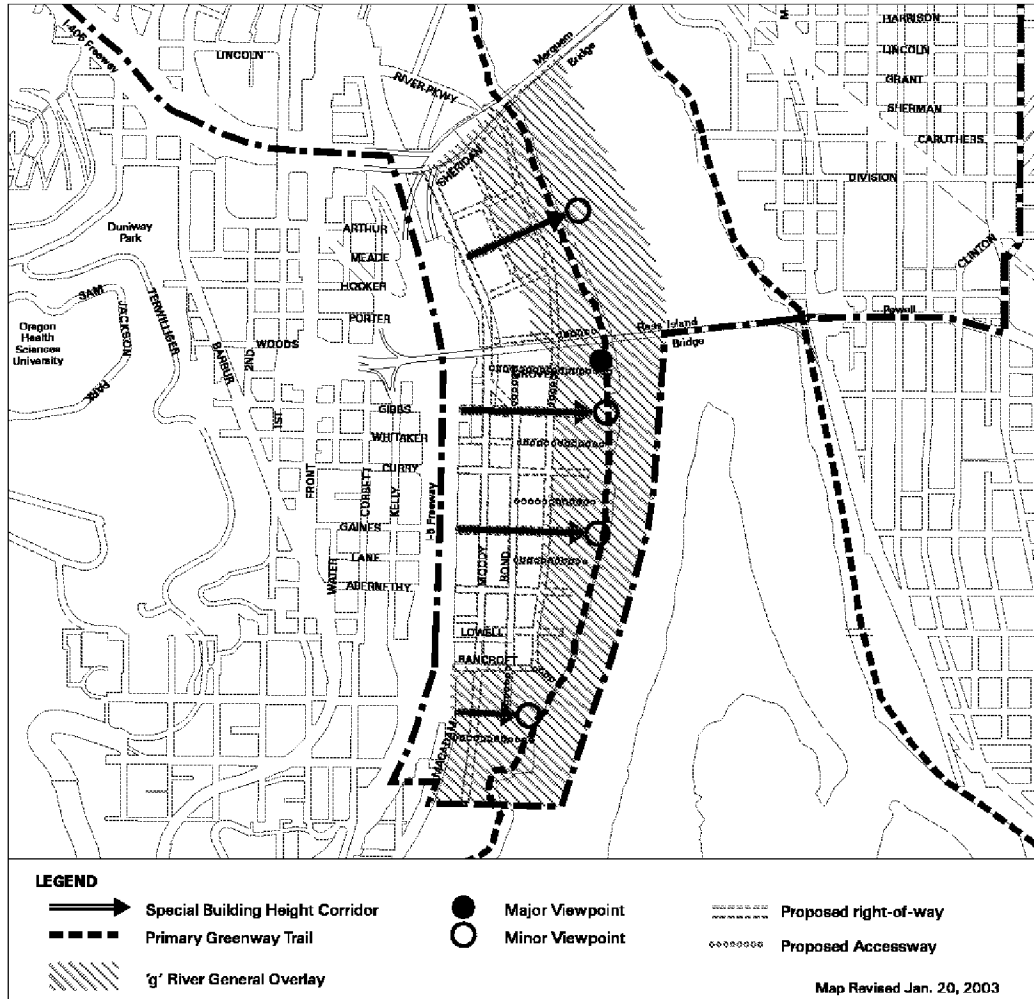 HARRISON
LINCOLN
GRANT
SHERMAN
CARUTHERS
DIVISION
CLINTON
Powell
I-405 Freeway
LINCOLN
RIVER PKWY
Marquam
Bridge
SHERIDAN
Duniway
Park
ARTHUR
MEADE
HOOKER
PORTER
SAM
JACKSON
PARK
TERWILLIGER
Oregon
Health
Sciences
University
BARBUR
2ND
WOODS
1ST
Ross Island
Bridge
GROVER
GIBBS
WHITAKER
CURRY
FRONT
CORBETT
KELLY
I-5 Freeway
GAINES
LANE
WATER
ABERNETHY
MOODY
BOND
LOWELL
BANCROFT
MACADAM
LEGEND
Special Building Height Corridor
Primary Greenway Trail
'g' River General Overlay
Major Viewpoint
Minor Viewpoint
Proposed right-of-way
Proposed Accessway
Map Revised Jan. 20, 2003